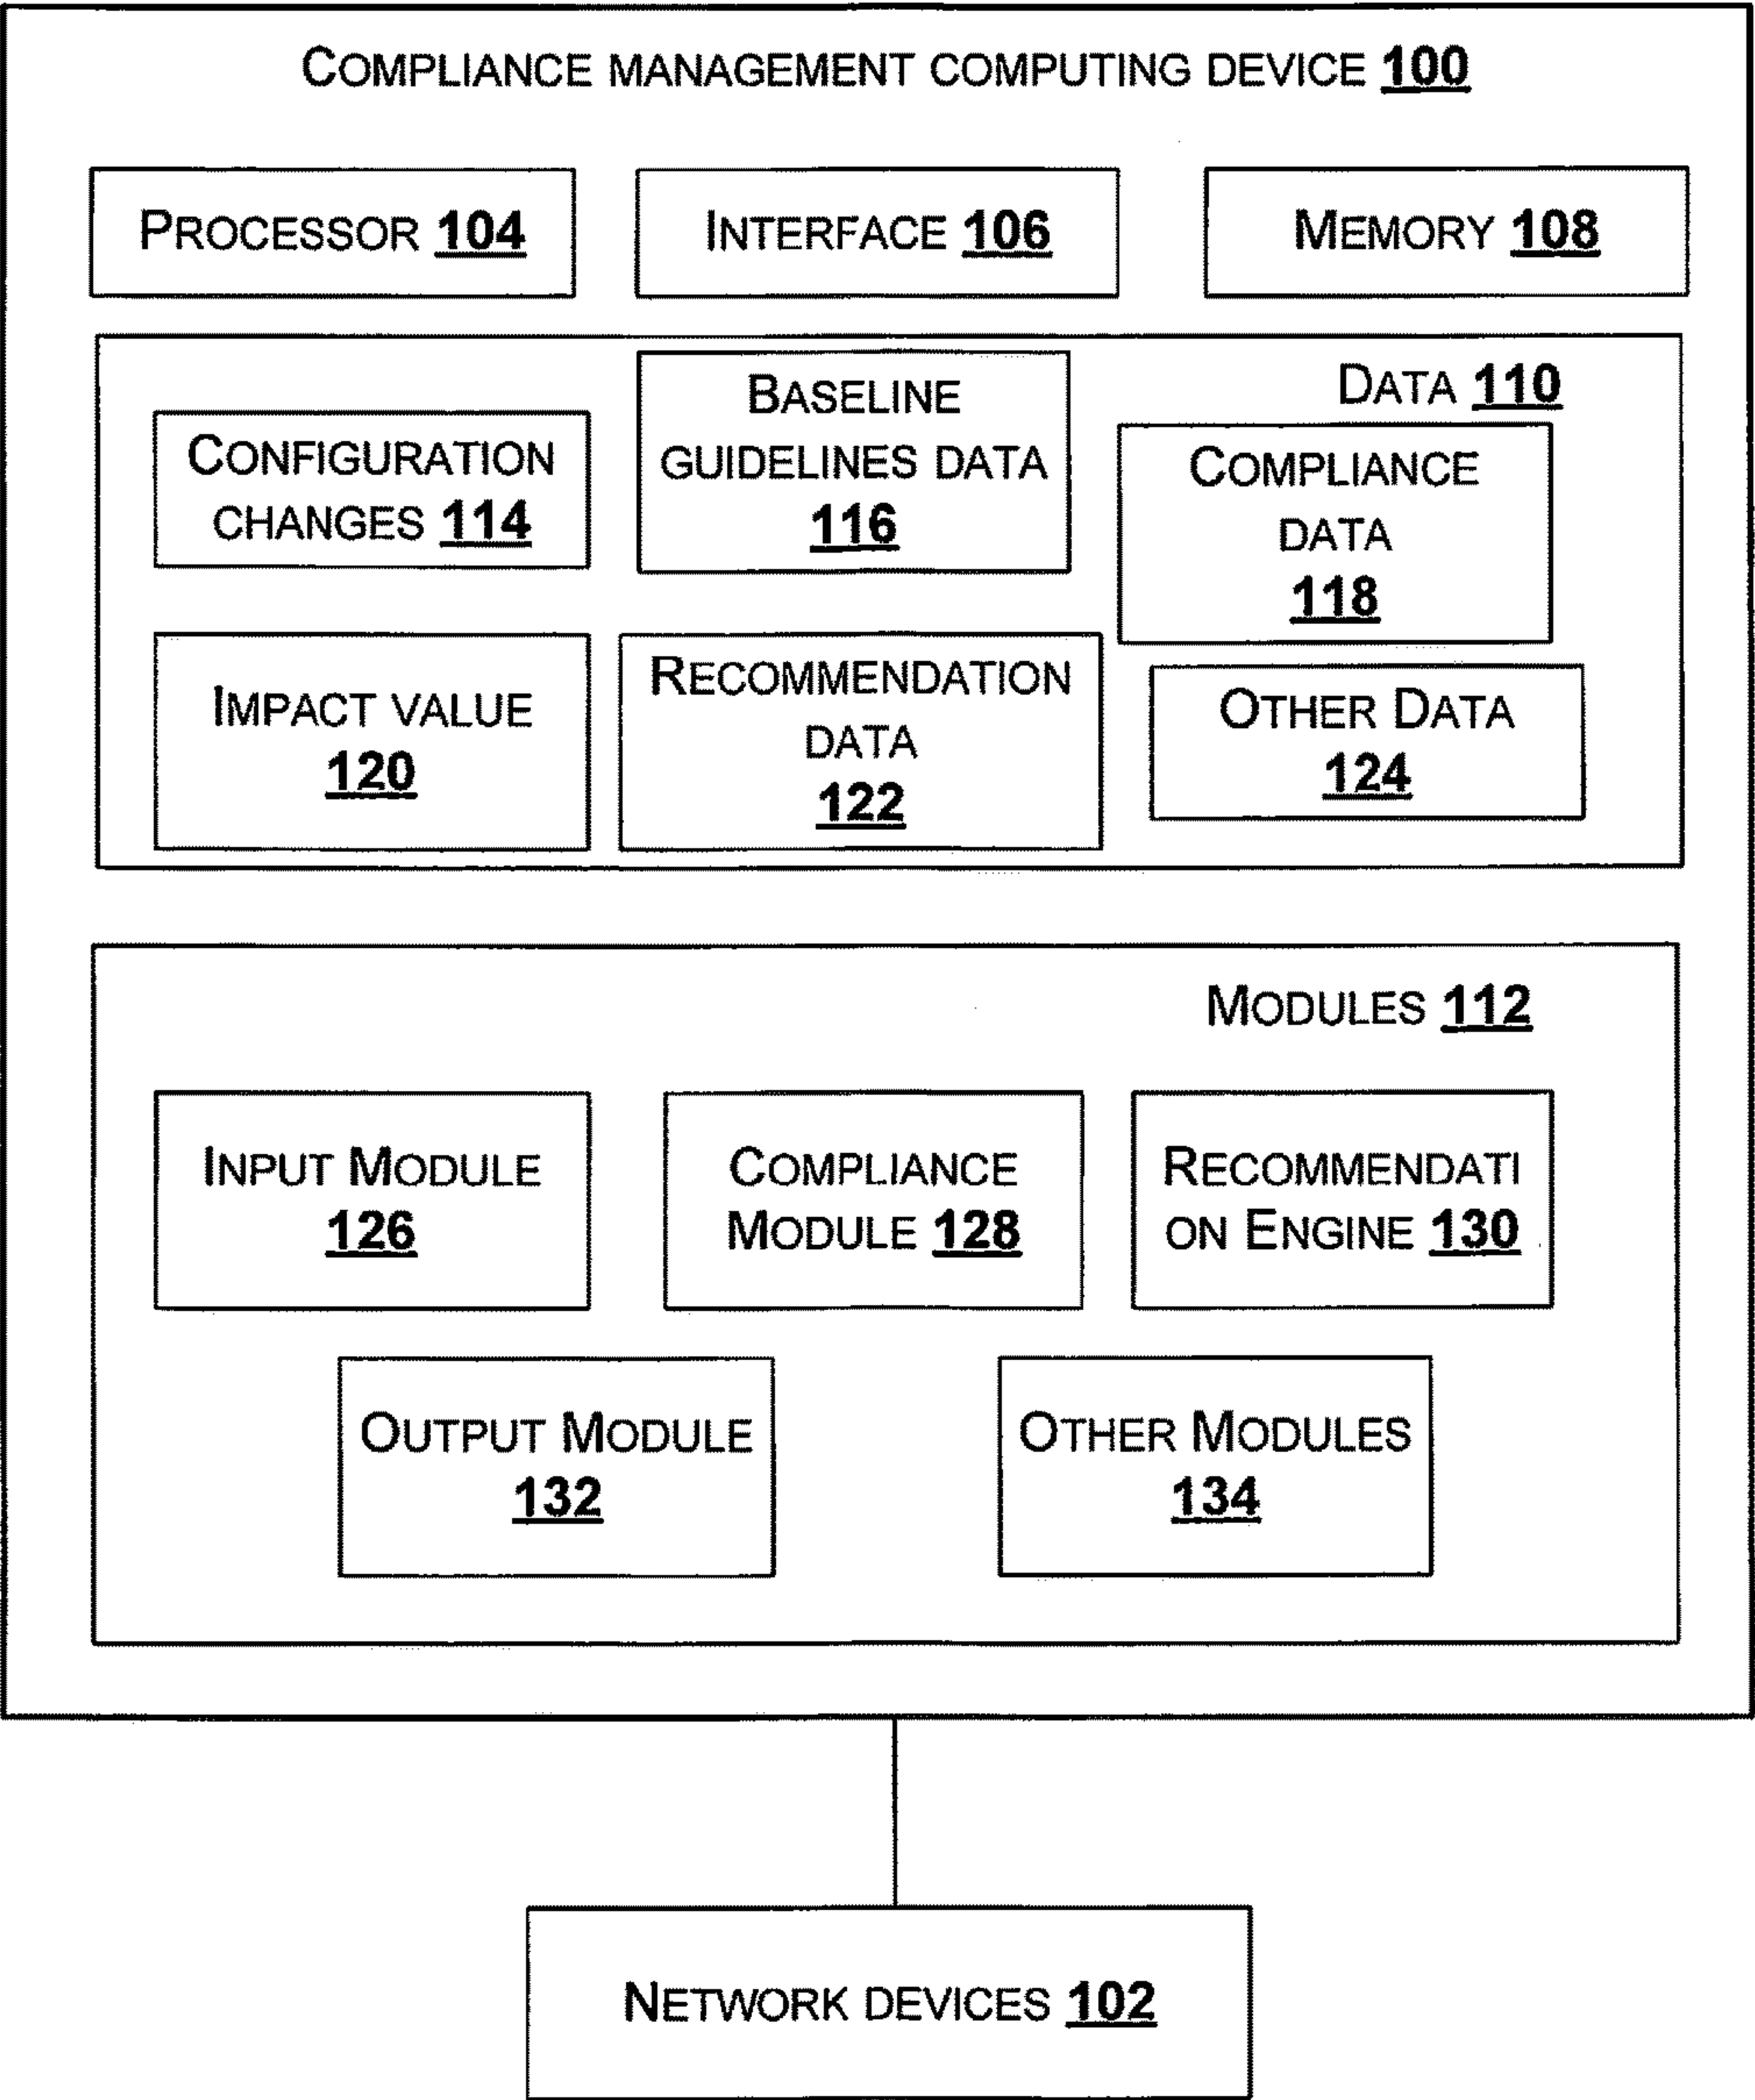 COMPLIANCE MANAGEMENT COMPUTING DEVICE 100
PROCESSOR 104
INTERFACE 106
MEMORY 108
DATA 110
CONFIGURATION
CHANGES 114
BASELINE
GUIDELINES DATA
116
COMPLIANCE
DATA
118
IMPACT VALUE
120
RECOMMENDATION
DATA
122
OTHER DATA
124
MODULES 112
INPUT MODULE
126
COMPLIANCE
MODULE 128
RECOMMENDATI
ON ENGINE 130
OUTPUT MODULE
132
OTHER MODULES
134
NETWORK DEVICES 102